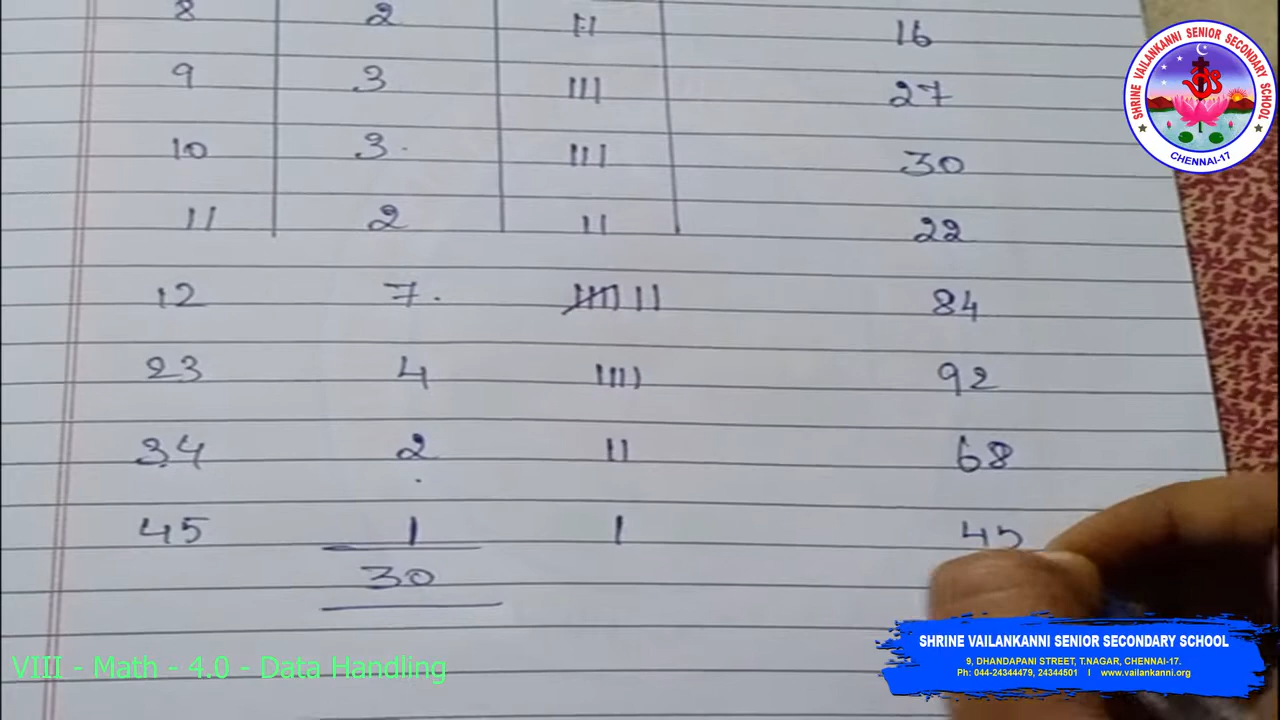 8 2 II 16
9 3 III 27
10 3. III 30
11 2 II 22
12 7. IIII II 84
23 4 IIII 92
34 2 II 68
45 1 I 45
30
SHRINE VAILANKANNI SENIOR SECONDARY SCHOOL
CHENNAI-17
VIII - Math - 4.0 - Data Handling
SHRINE VAILANKANNI SENIOR SECONDARY SCHOOL
9, DHANDAPANI STREET, T.NAGAR, CHENNAI-17.
Ph: 044-24344479, 24344501 I www.vailankanni.org